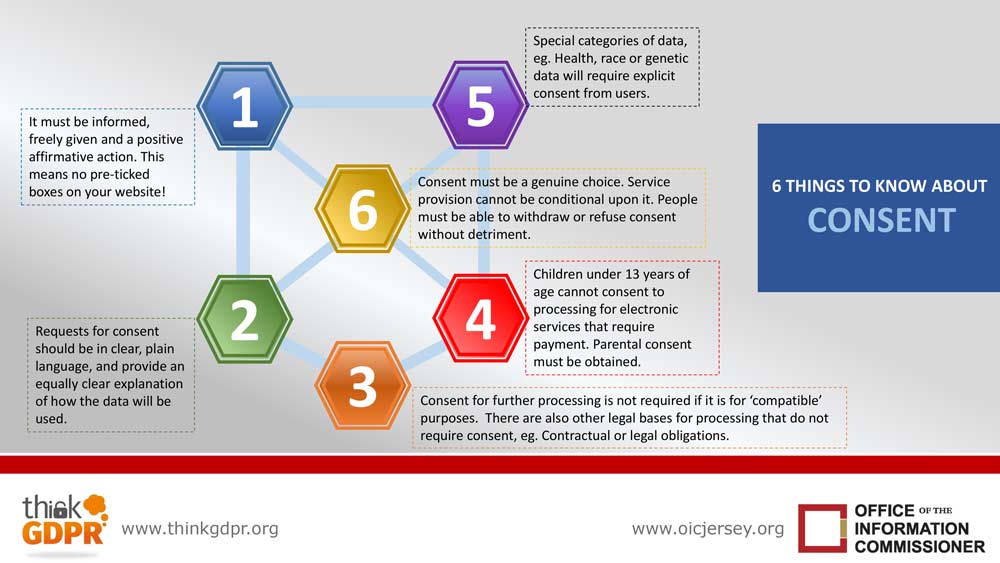 1
It must be informed,
freely given and a positive
affirmative action. This
means no pre-ticked
boxes on your website!
2
Requests for consent
should be in clear, plain
language, and provide an
equally clear explanation
of how the data will be
used.
3
Consent for further processing is not required if it is for ‘compatible’
purposes.  There are also other legal bases for processing that do not
require consent, eg. Contractual or legal obligations.
4
Children under 13 years of
age cannot consent to
processing for electronic
services that require
payment. Parental consent
must be obtained.
5
Special categories of data,
eg. Health, race or genetic
data will require explicit
consent from users.
6
Consent must be a genuine choice. Service
provision cannot be conditional upon it. People
must be able to withdraw or refuse consent
without detriment.
6 THINGS TO KNOW ABOUT
CONSENT
think
GDPR
www.thinkgdpr.org
www.oicjersey.org
OFFICE OF THE
INFORMATION
COMMISSIONER